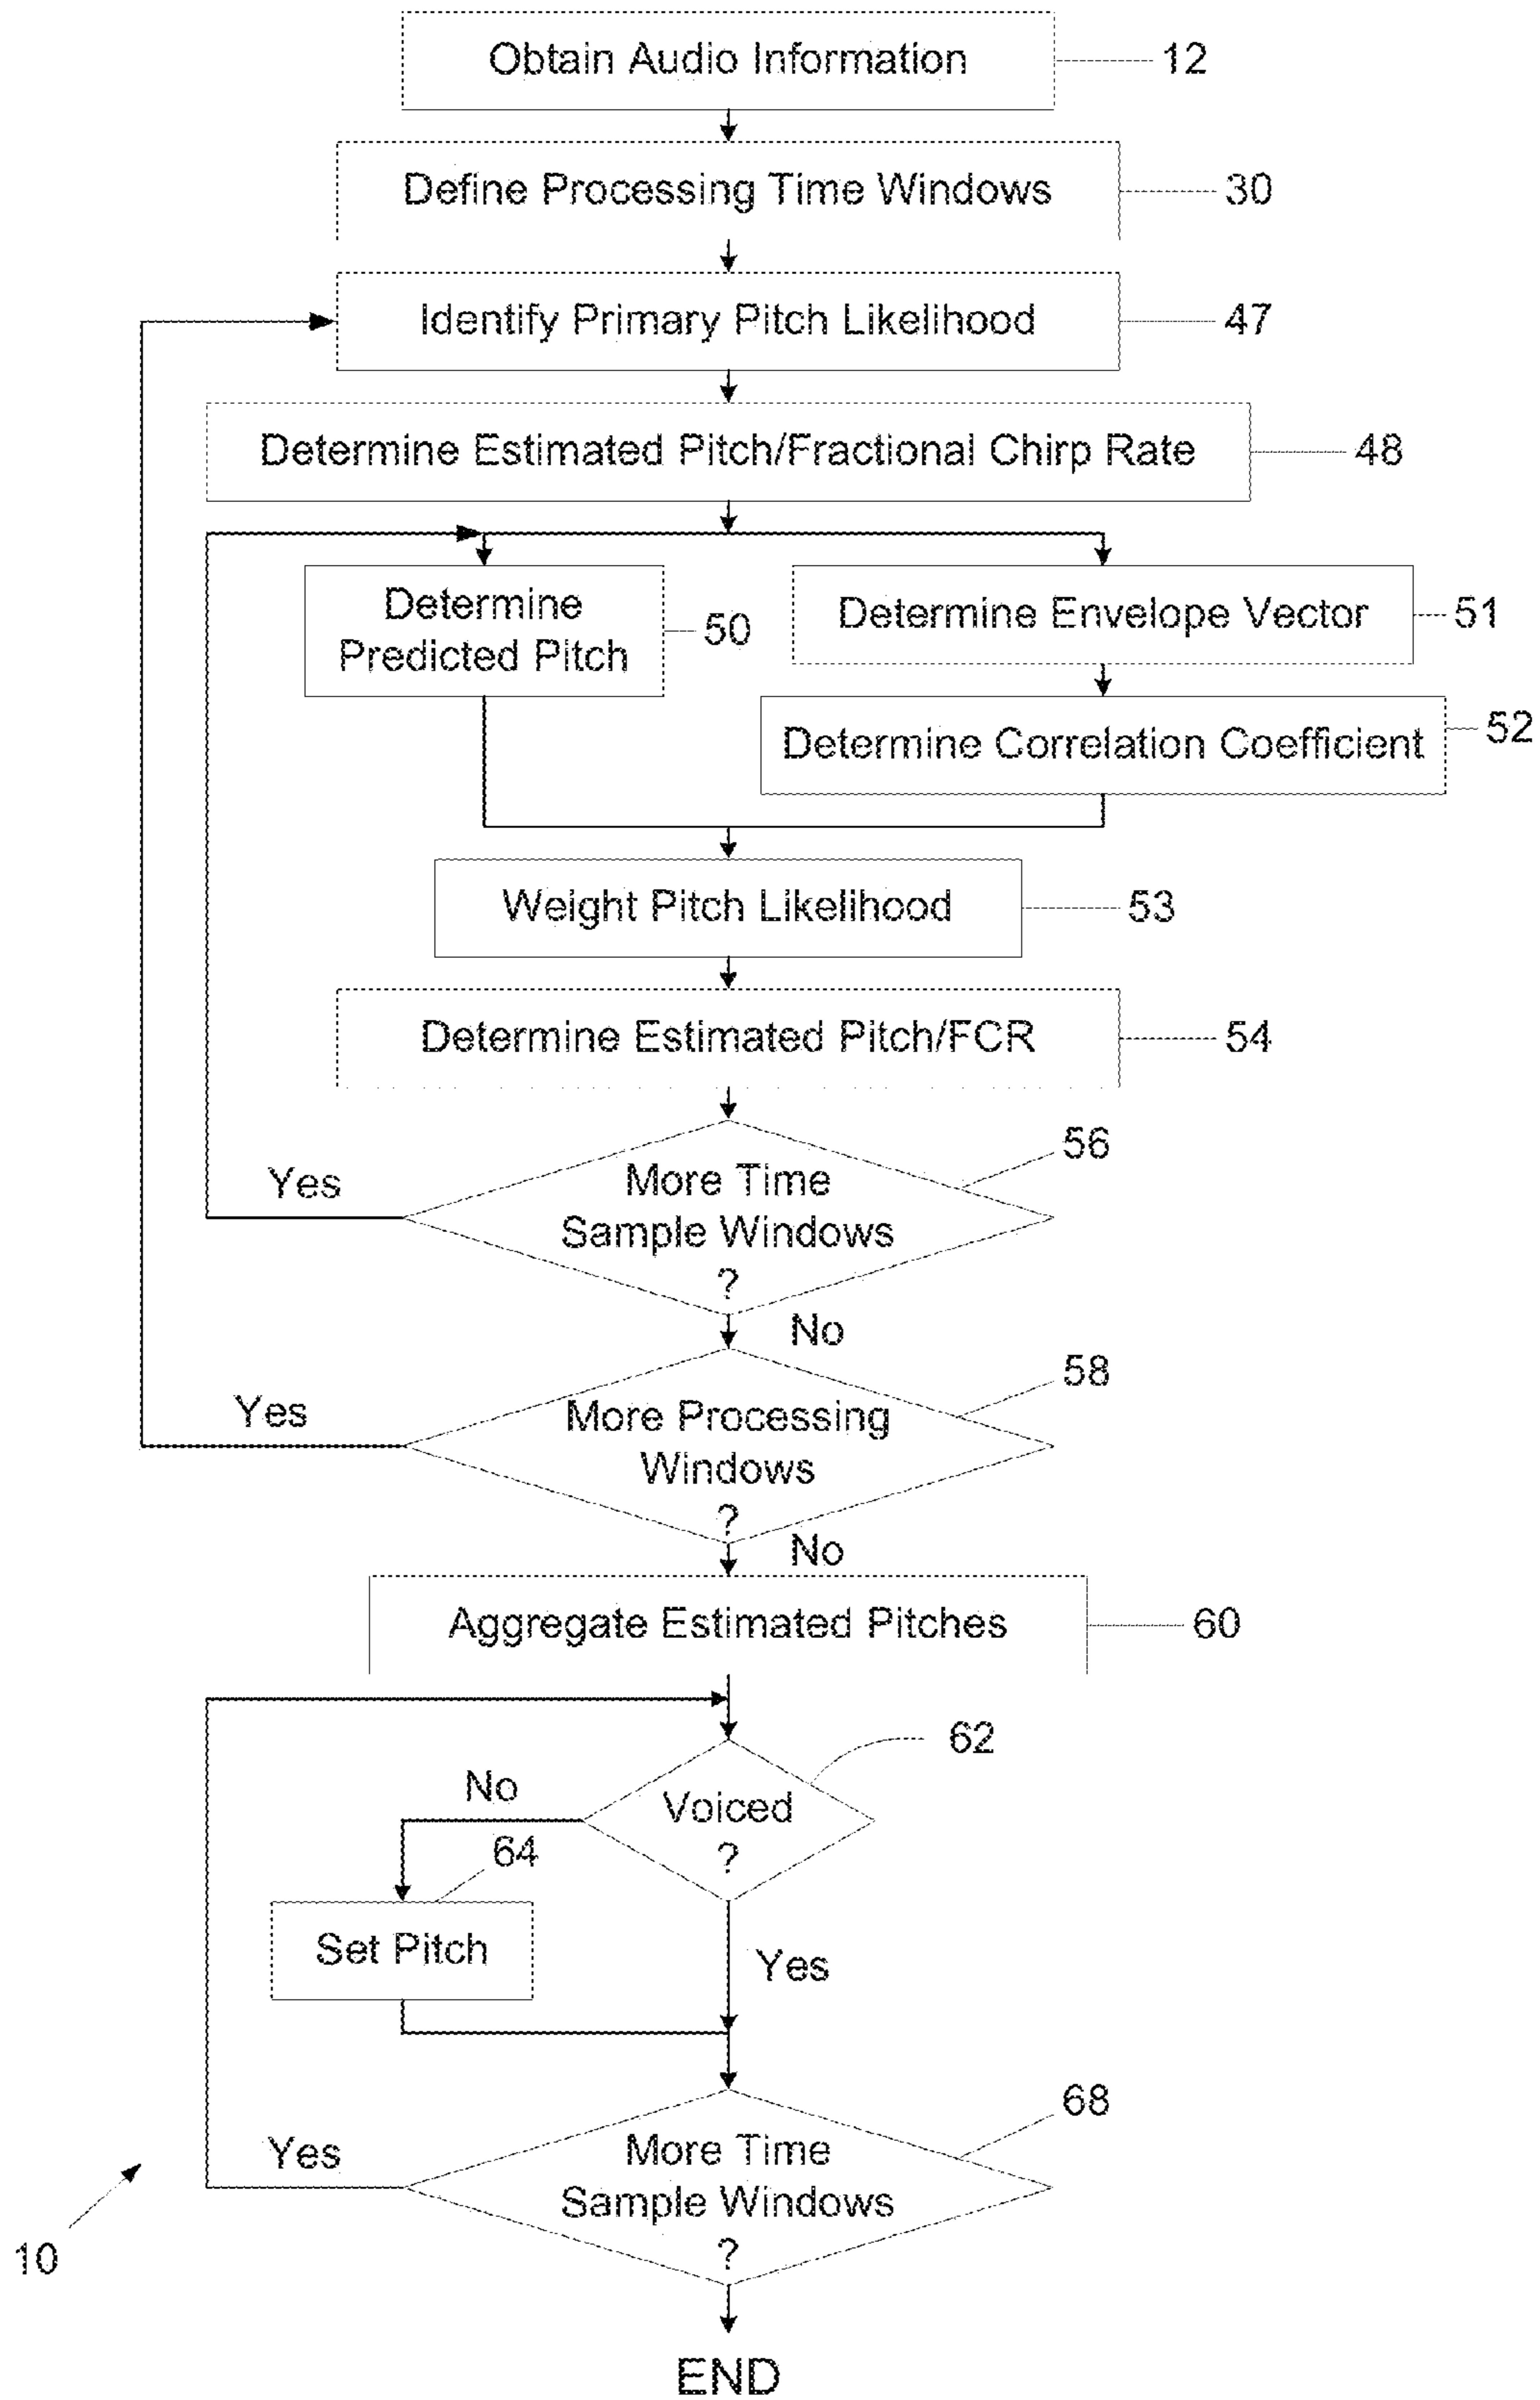 Obtain Audio Information
12
Define Processing Time Windows
30
Identify Primary Pitch Likelihood
47
Determine Estimated Pitch/Fractional Chirp Rate
48
Determine
Predicted Pitch
50
Determine Envelope Vector
51
Determine Correlation Coefficient
52
Weight Pitch Likelihood
53
Determine Estimated Pitch/FCR
54
56
Yes
More Time
Sample Windows
?
No
58
Yes
More Processing
Windows
?
No
Aggregate Estimated Pitches
60
62
No
Voiced
?
64
Set Pitch
Yes
68
Yes
More Time
Sample Windows
?
10
END